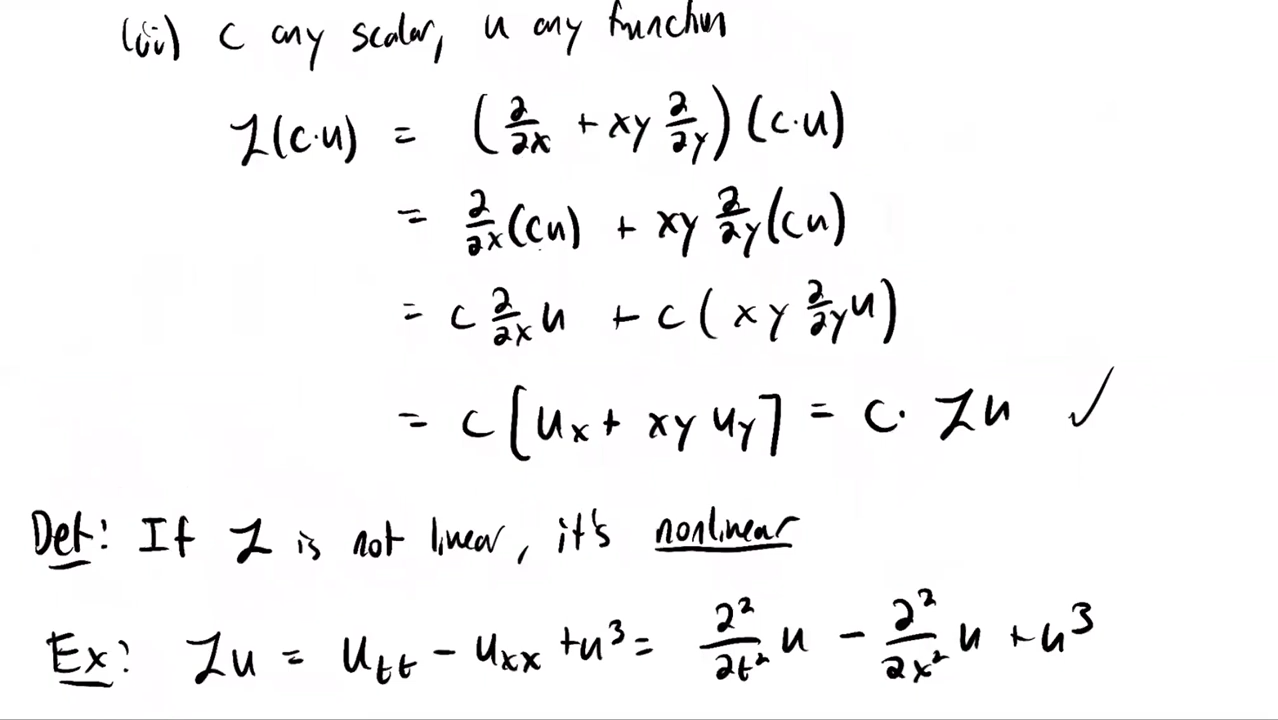 (ii) c any scalar, u any function
ℒ(c·u) = (∂/∂x + xy ∂/∂y)(c·u)
= ∂/∂x(cu) + xy ∂/∂y(cu)
= c ∂/∂x u + c(xy ∂/∂y u)
= c[u_x + xy u_y] = c· ℒu ✓
Def: If ℒ is not linear, it's nonlinear
Ex: ℒu = u_tt - u_xx + u³ = ∂²/∂t² u - ∂²/∂x² u + u³